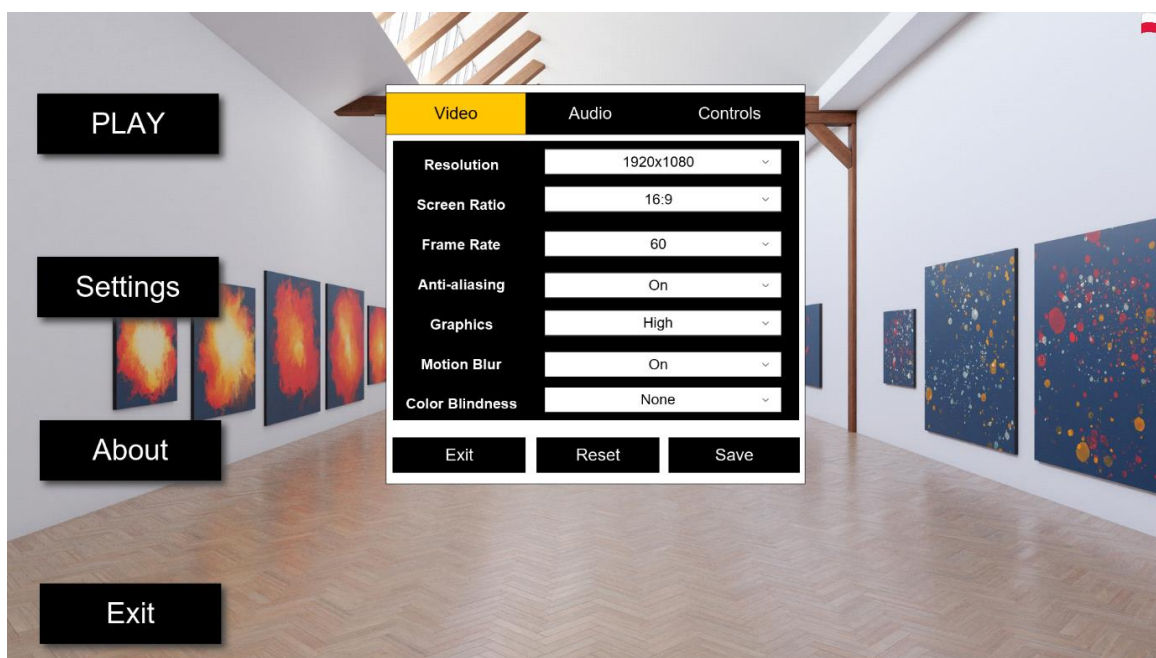 PLAY
Settings
About
Exit
Video Audio Controls
Resolution 1920x1080
Screen Ratio 16:9
Frame Rate 60
Anti-aliasing On
Graphics High
Motion Blur On
Color Blindness None
Exit Reset Save